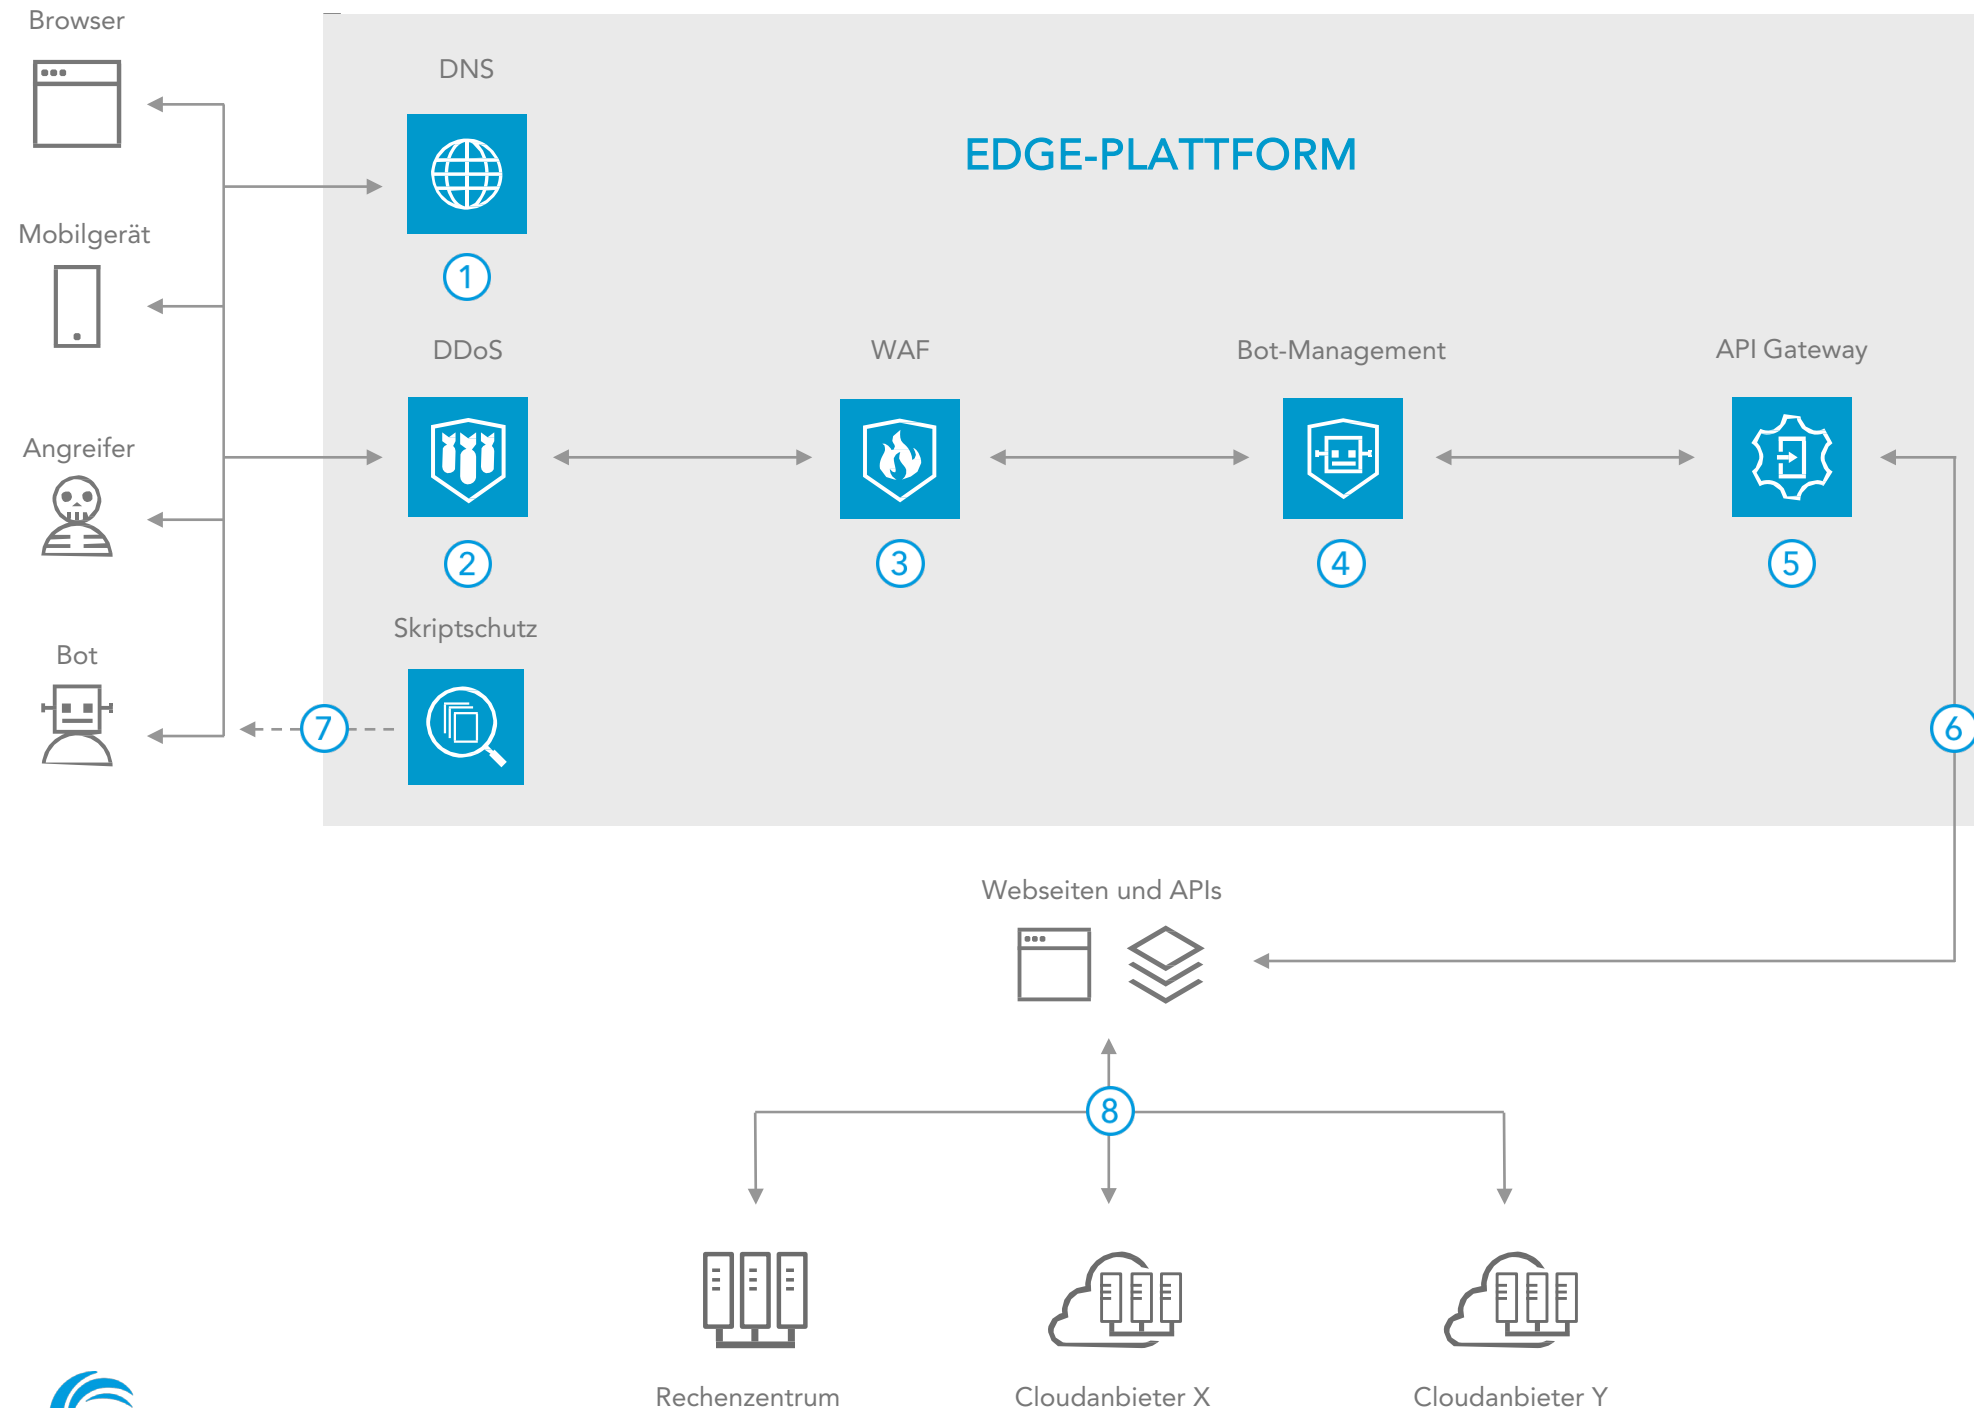 Browser
DNS
EDGE-PLATTFORM
Mobilgerät
1
DDoS
WAF
Bot-Management
API Gateway
Angreifer
2
3
4
5
Skriptschutz
Bot
7
6
Webseiten und APIs
8
Rechenzentrum
Cloudanbieter X
Cloudanbieter Y